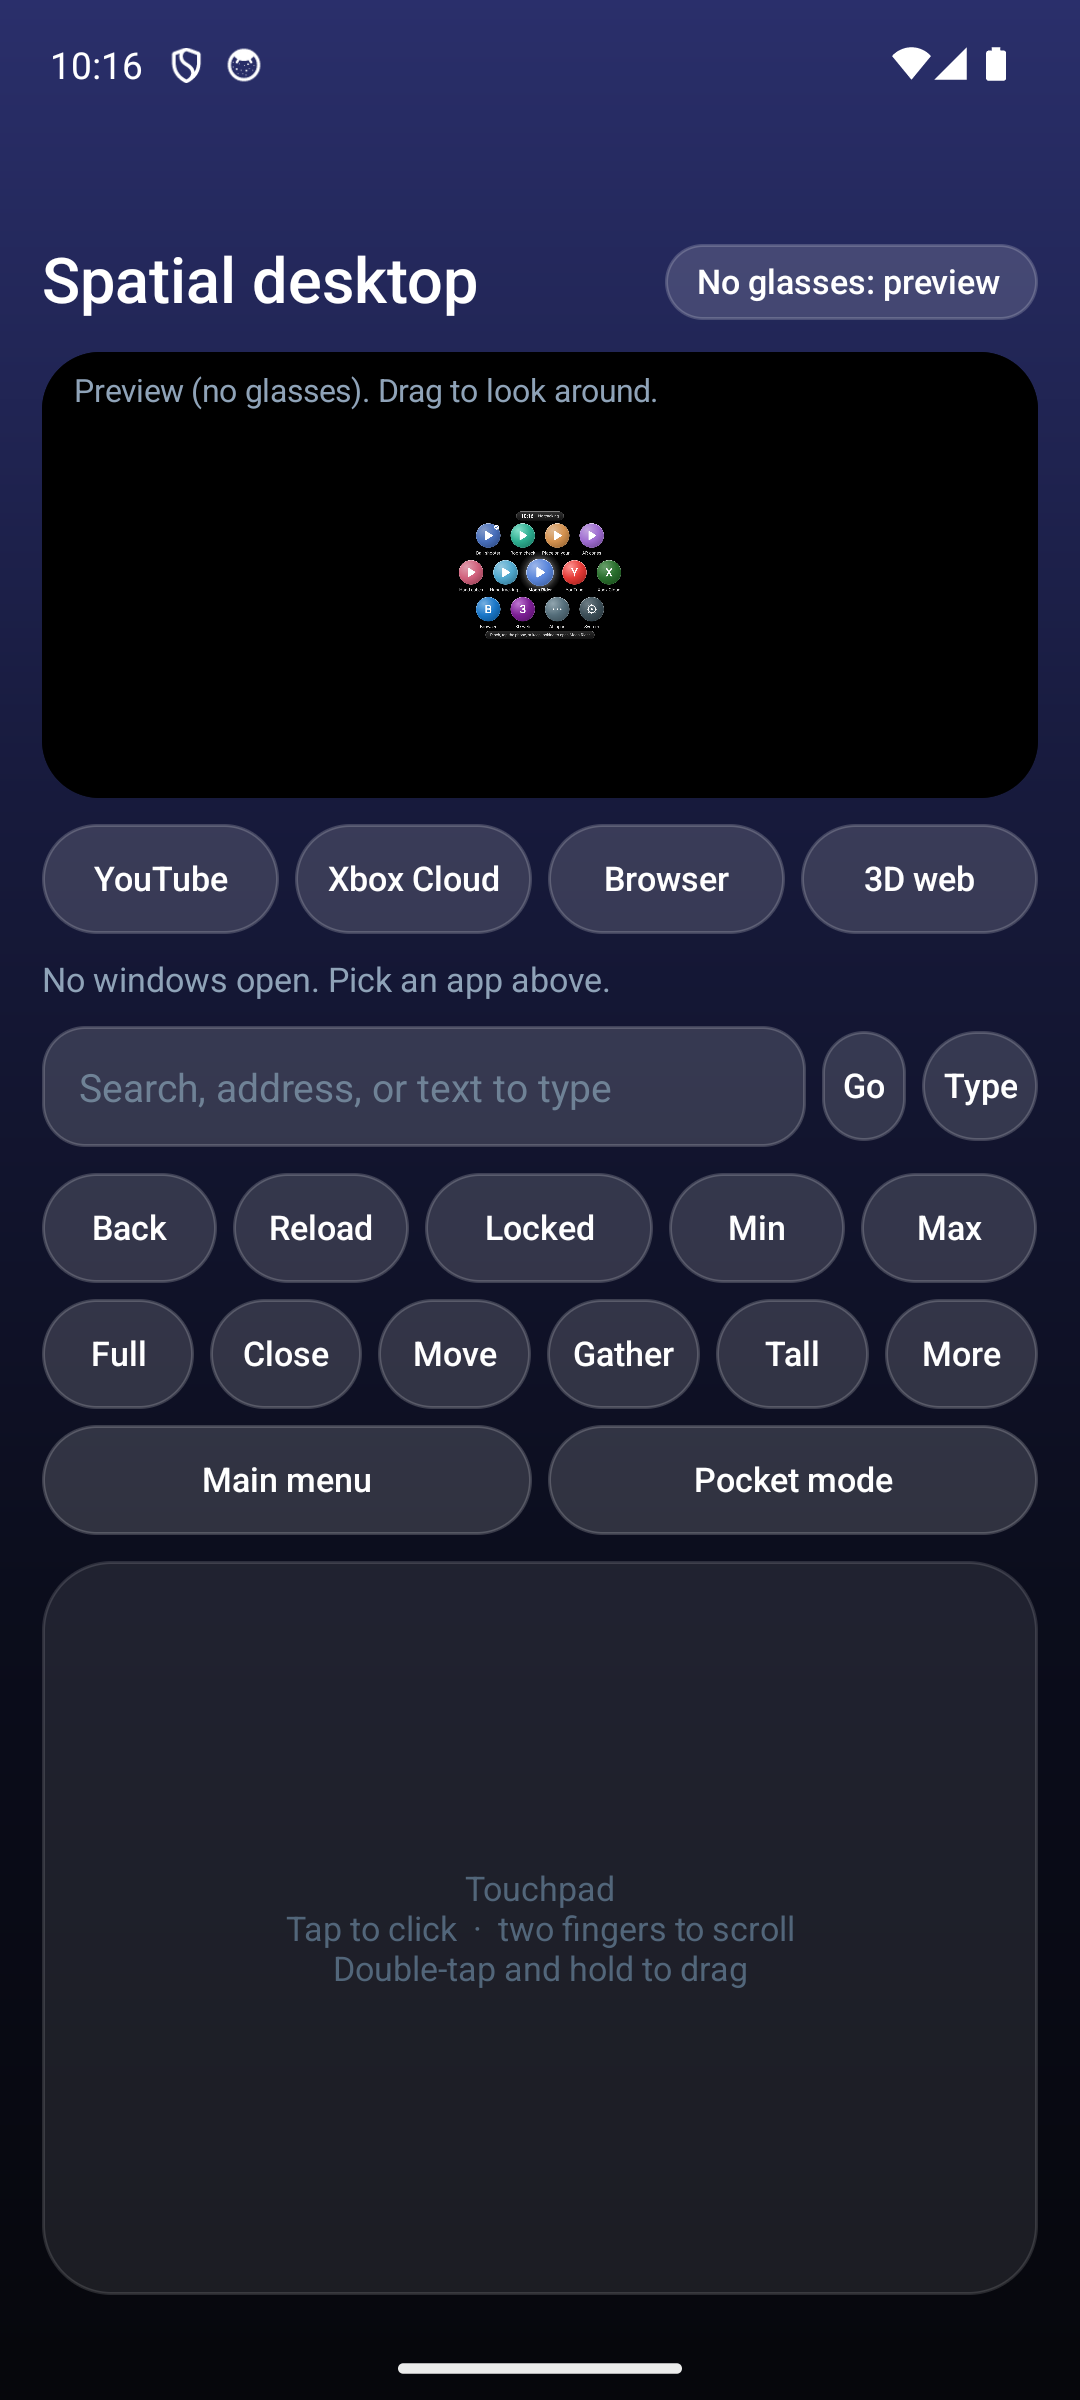 10:16
Spatial desktop
No glasses: preview
Preview (no glasses). Drag to look around.
Y
X
B
3
YouTube
Xbox Cloud
Browser
3D web
No windows open. Pick an app above.
Search, address, or text to type
Go
Type
Back
Reload
Locked
Min
Max
Full
Close
Move
Gather
Tall
More
Main menu
Pocket mode
Touchpad
Tap to click · two fingers to scroll
Double-tap and hold to drag